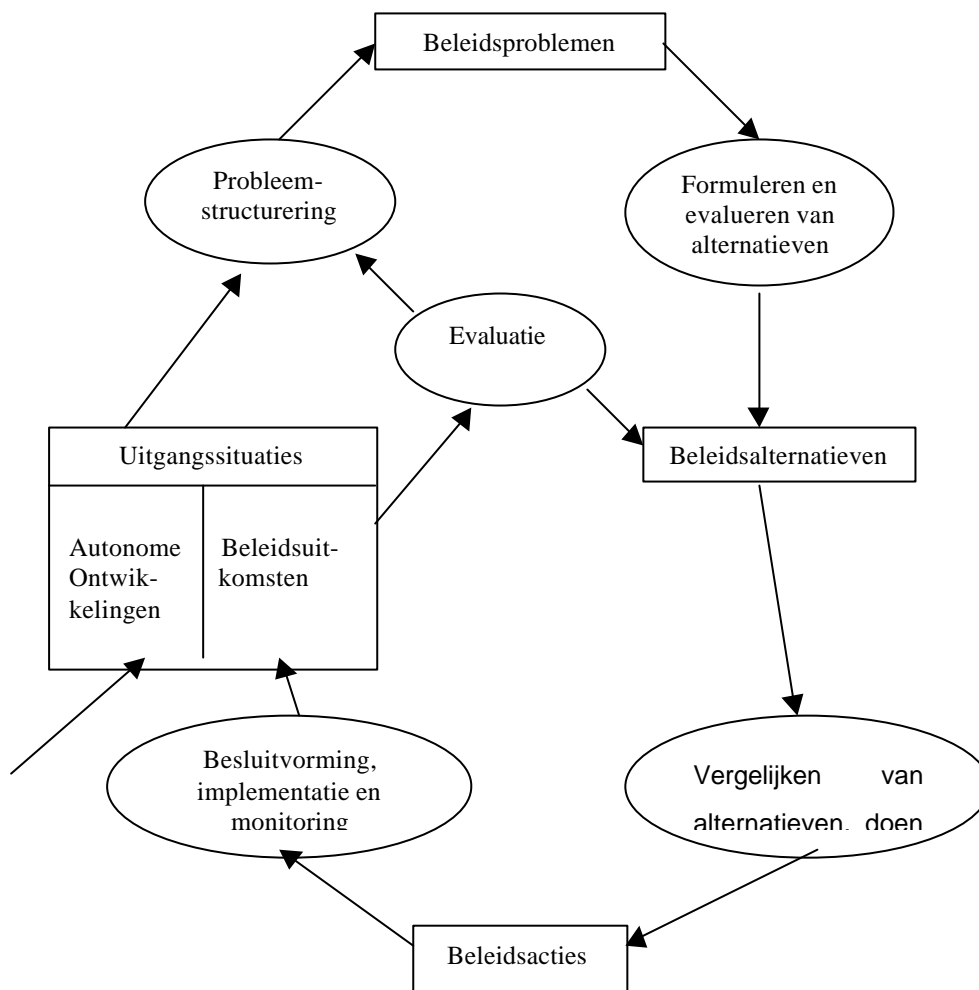 Beleidsproblemen
Probleem-
structurering
Formuleren en
evalueren van
alternatieven
Evaluatie
Uitgangssituaties
Beleidsalternatieven
Autonome
Ontwik-
kelingen
Beleidsuit-
komsten
Besluitvorming,
implementatie en
monitoring
Vergelijken van
alternatieven, doen
Beleidsacties